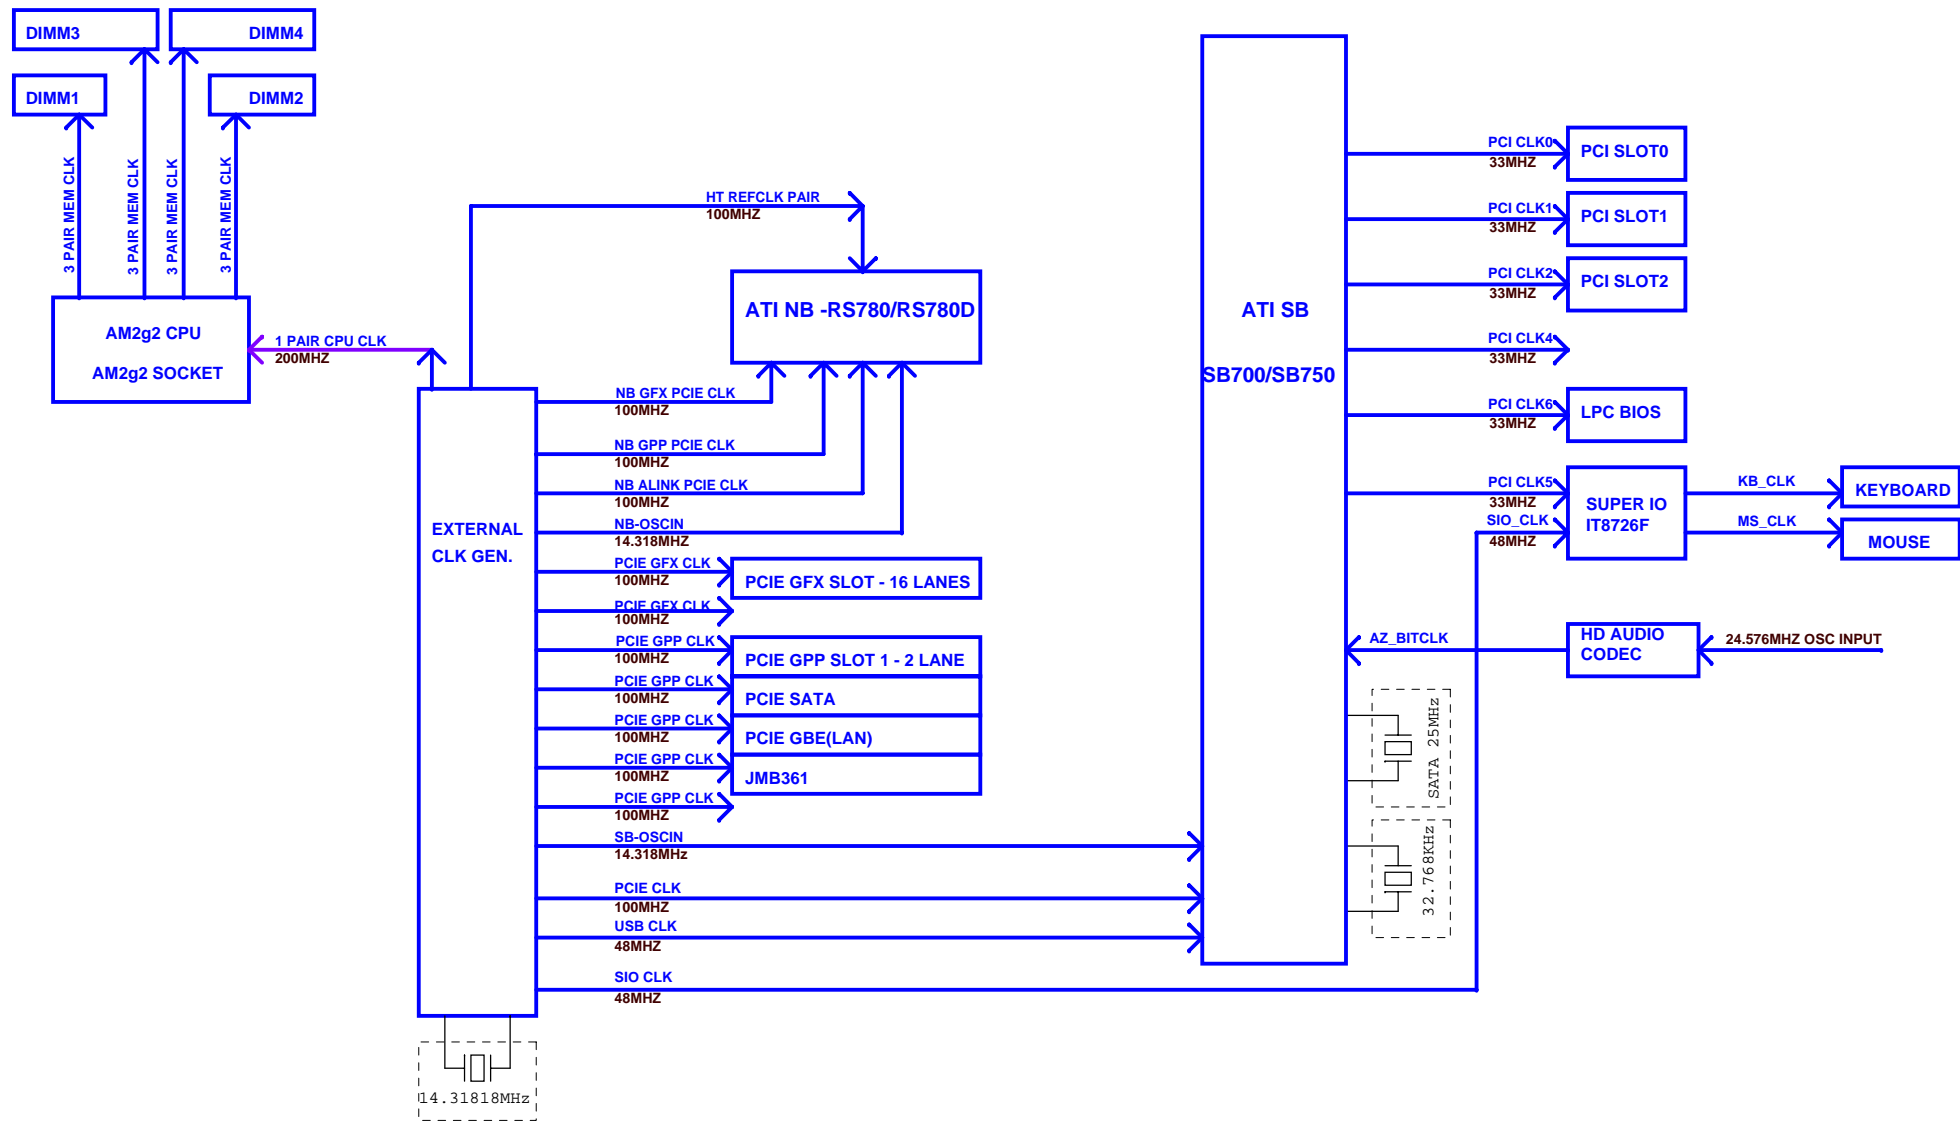 DIMM3
DIMM4
DIMM1
DIMM2
3 PAIR MEM CLK
3 PAIR MEM CLK
3 PAIR MEM CLK
3 PAIR MEM CLK
AM2g2 CPU
AM2g2 SOCKET
1 PAIR CPU CLK
200MHZ
HT REFCLK PAIR
100MHZ
ATI NB -RS780/RS780D
EXTERNAL
CLK GEN.
NB GFX PCIE CLK
100MHZ
NB GPP PCIE CLK
100MHZ
NB ALINK PCIE CLK
100MHZ
NB-OSCIN
14.318MHZ
PCIE GFX CLK
100MHZ
PCIE GFX SLOT - 16 LANES
PCIE GFX CLK
100MHZ
PCIE GPP CLK
100MHZ
PCIE GPP SLOT 1 - 2 LANE
PCIE GPP CLK
100MHZ
PCIE SATA
PCIE GPP CLK
100MHZ
PCIE GBE(LAN)
PCIE GPP CLK
100MHZ
JMB361
PCIE GPP CLK
100MHZ
SB-OSCIN
14.318MHz
PCIE CLK
100MHZ
USB CLK
48MHZ
SIO CLK
48MHZ
14.31818MHz
ATI SB
SB700/SB750
PCI CLK0
33MHZ
PCI SLOT0
PCI CLK1
33MHZ
PCI SLOT1
PCI CLK2
33MHZ
PCI SLOT2
PCI CLK4
33MHZ
PCI CLK6
33MHZ
LPC BIOS
PCI CLK5
33MHZ
SIO_CLK
48MHZ
SUPER IO
IT8726F
KB_CLK
KEYBOARD
MS_CLK
MOUSE
AZ_BITCLK
HD AUDIO
CODEC
24.576MHZ OSC INPUT
SATA 25MHz
32.768KHz